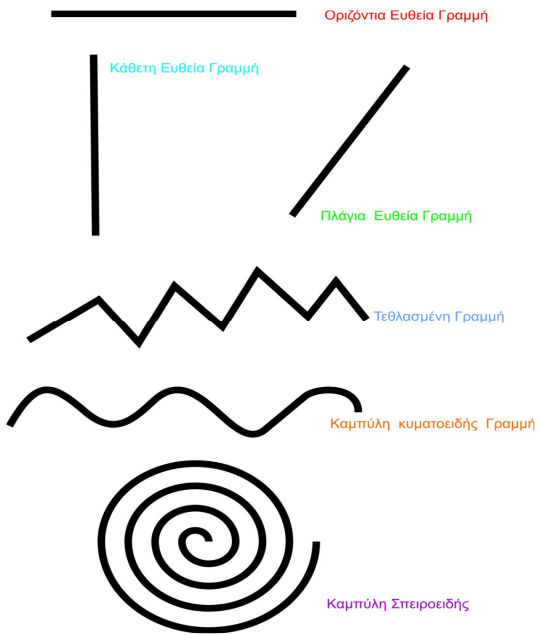 Οριζόντια Ευθεία Γραμμή
Κάθετη Ευθεία Γραμμή
Πλάγια Ευθεία Γραμμή
Τεθλασμένη Γραμμή
Καμπύλη κυματοειδής Γραμμή
Καμπύλη Σπειροειδής